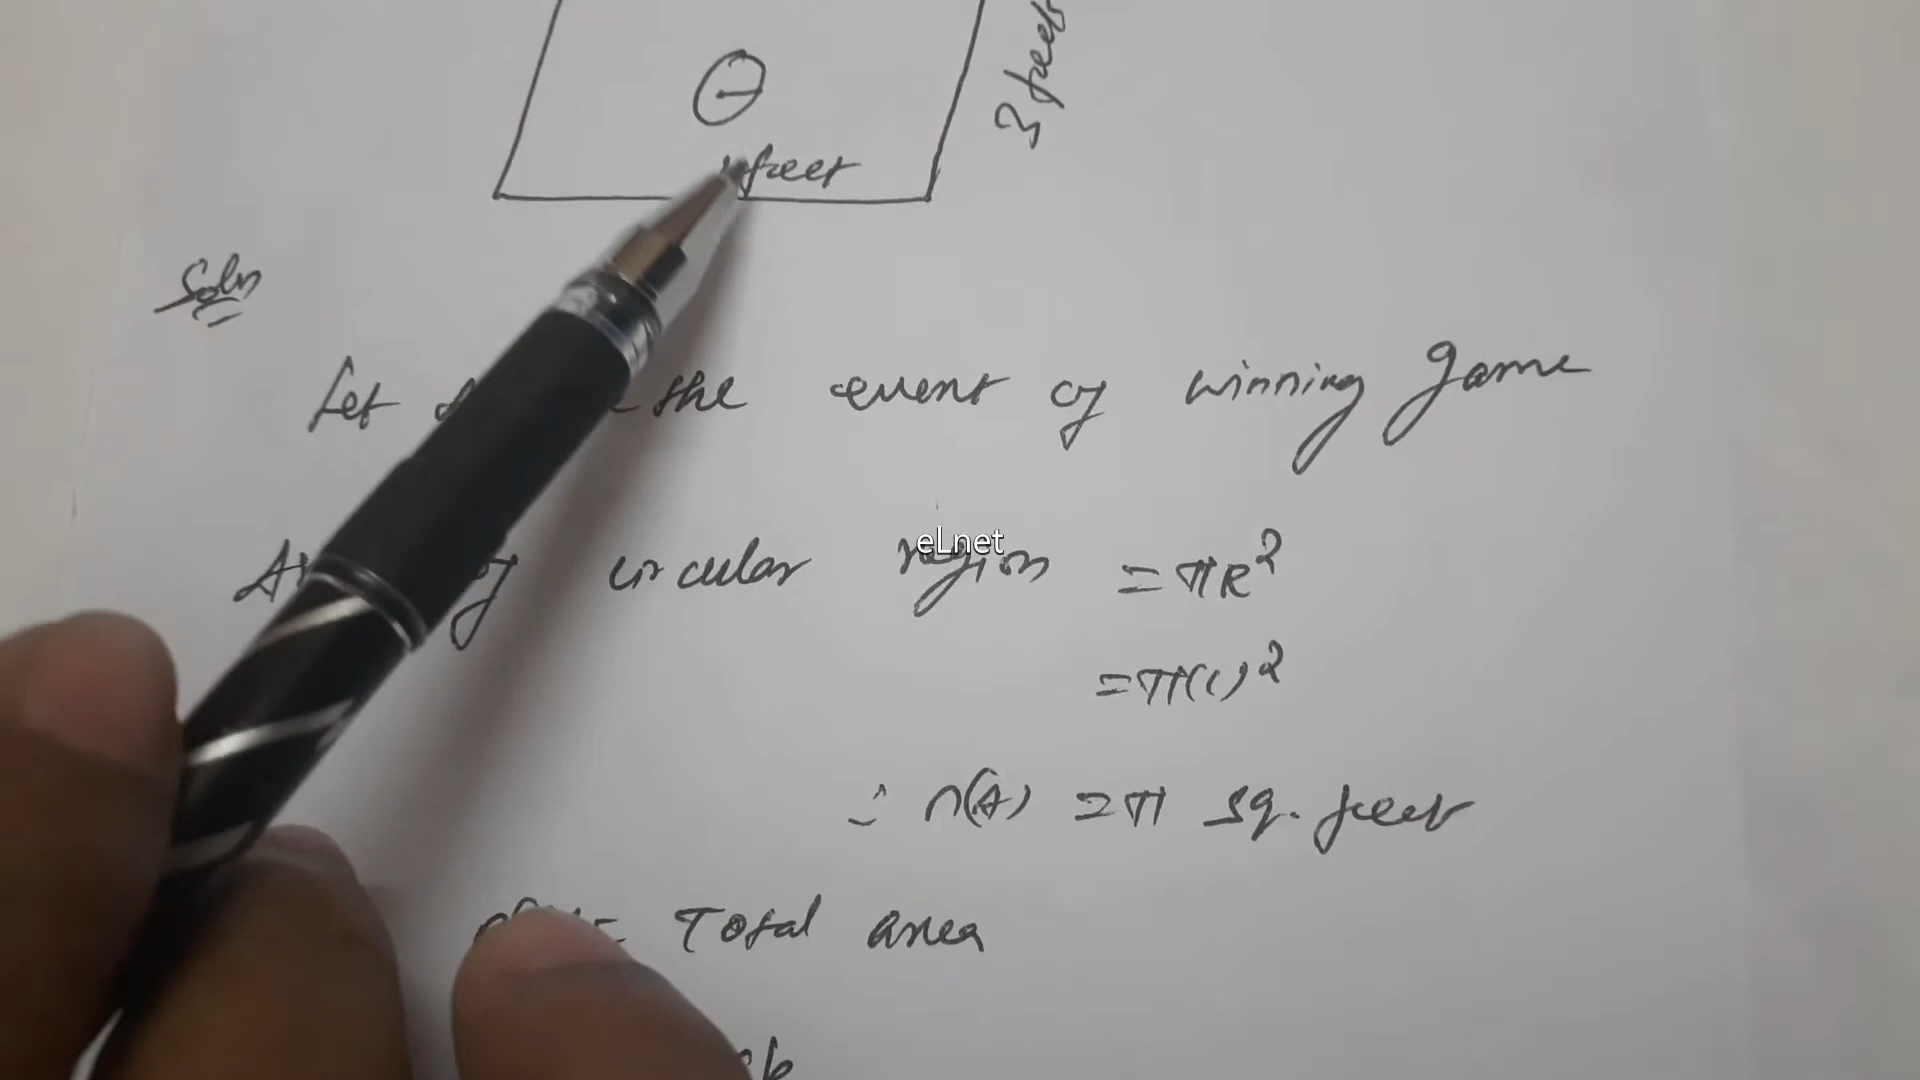 3 feet
feet
Soln
Let the event of winning game
circular region = πR²
= π(1)²
∴ n(A) = π sq. feet
= Total area
eLnet